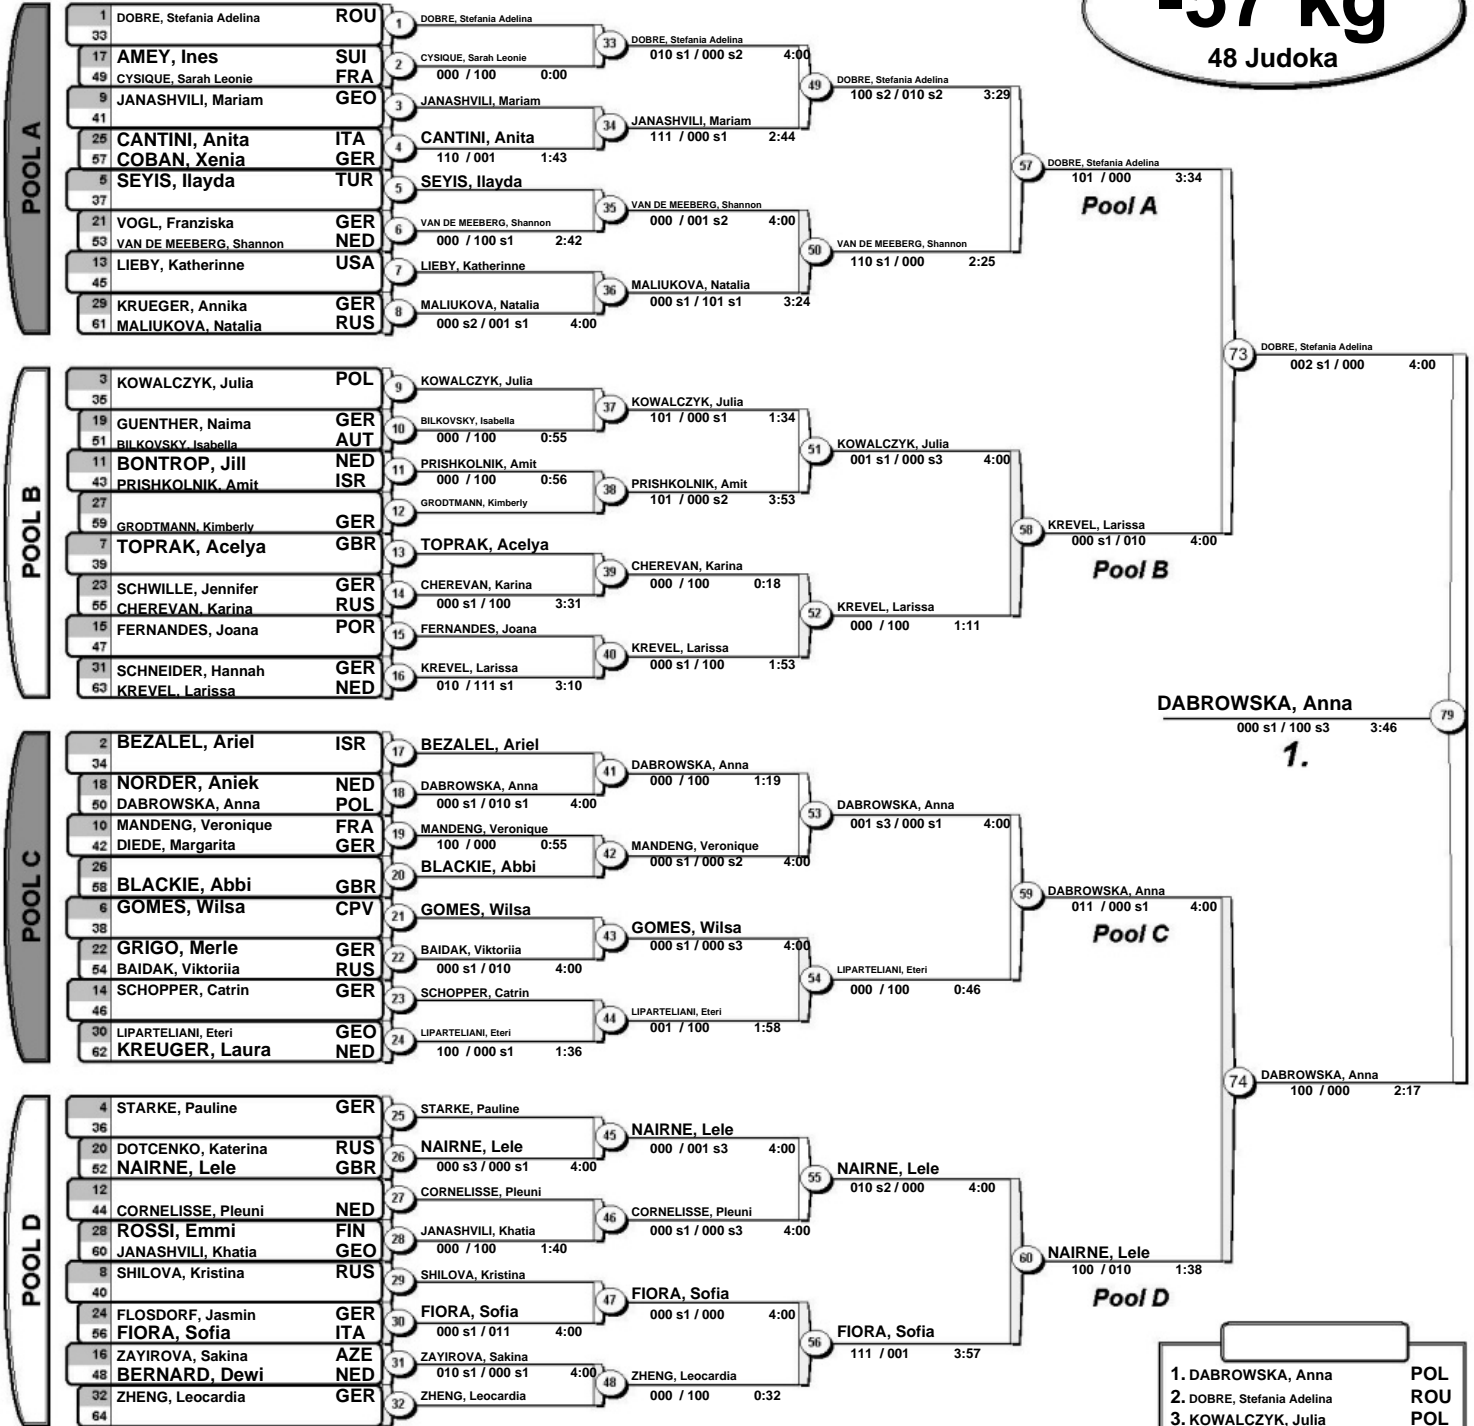 -57 kg
48 Judoka
POOL A
1 DOBRE, Stefania Adelina ROU
33
17 AMEY, Ines SUI
49 CYSIQUE, Sarah Leonie FRA
9 JANASHVILI, Mariam GEO
41
25 CANTINI, Anita ITA
57 COBAN, Xenia GER
5 SEYIS, Ilayda TUR
37
21 VOGL, Franziska GER
53 VAN DE MEEBERG, Shannon NED
13 LIEBY, Katherinne USA
45
29 KRUEGER, Annika GER
61 MALIUKOVA, Natalia RUS
1 DOBRE, Stefania Adelina
2 CYSIQUE, Sarah Leonie
000 / 100 0:00
3 JANASHVILI, Mariam
4 CANTINI, Anita
110 / 001 1:43
5 SEYIS, Ilayda
6 VAN DE MEEBERG, Shannon
000 / 100 s1 2:42
7 LIEBY, Katherinne
8 MALIUKOVA, Natalia
000 s2 / 001 s1 4:00
33 DOBRE, Stefania Adelina
010 s1 / 000 s2 4:00
34 JANASHVILI, Mariam
111 / 000 s1 2:44
35 VAN DE MEEBERG, Shannon
000 / 001 s2 4:00
36 MALIUKOVA, Natalia
000 s1 / 101 s1 3:24
49 DOBRE, Stefania Adelina
100 s2 / 010 s2 3:29
50 VAN DE MEEBERG, Shannon
110 s1 / 000 2:25
57 DOBRE, Stefania Adelina
101 / 000 3:34
Pool A
POOL B
3 KOWALCZYK, Julia POL
35
19 GUENTHER, Naima GER
51 BILKOVSKY, Isabella AUT
11 BONTROP, Jill NED
43 PRISHKOLNIK, Amit ISR
27
59 GRODTMANN, Kimberly GER
7 TOPRAK, Acelya GBR
39
23 SCHWILLE, Jennifer GER
55 CHEREVAN, Karina RUS
15 FERNANDES, Joana POR
47
31 SCHNEIDER, Hannah GER
63 KREVEL, Larissa NED
9 KOWALCZYK, Julia
10 BILKOVSKY, Isabella
000 / 100 0:55
11 PRISHKOLNIK, Amit
000 / 100 0:56
12 GRODTMANN, Kimberly
13 TOPRAK, Acelya
14 CHEREVAN, Karina
000 s1 / 100 3:31
15 FERNANDES, Joana
16 KREVEL, Larissa
010 / 111 s1 3:10
37 KOWALCZYK, Julia
101 / 000 s1 1:34
38 PRISHKOLNIK, Amit
101 / 000 s2 3:53
39 CHEREVAN, Karina
000 / 100 0:18
40 KREVEL, Larissa
000 s1 / 100 1:53
51 KOWALCZYK, Julia
001 s1 / 000 s3 4:00
52 KREVEL, Larissa
000 / 100 1:11
58 KREVEL, Larissa
000 s1 / 010 4:00
Pool B
73 DOBRE, Stefania Adelina
002 s1 / 000 4:00
DABROWSKA, Anna 79
000 s1 / 100 s3 3:46
1.
POOL C
2 BEZALEL, Ariel ISR
34
18 NORDER, Aniek NED
50 DABROWSKA, Anna POL
10 MANDENG, Veronique FRA
42 DIEDE, Margarita GER
26
58 BLACKIE, Abbi GBR
6 GOMES, Wilsa CPV
38
22 GRIGO, Merle GER
54 BAIDAK, Viktoriia RUS
14 SCHOPPER, Catrin GER
46
30 LIPARTELIANI, Eteri GEO
62 KREUGER, Laura NED
17 BEZALEL, Ariel
18 DABROWSKA, Anna
000 s1 / 010 s1 4:00
19 MANDENG, Veronique
100 / 000 0:55
20 BLACKIE, Abbi
21 GOMES, Wilsa
22 BAIDAK, Viktoriia
000 s1 / 010 4:00
23 SCHOPPER, Catrin
24 LIPARTELIANI, Eteri
100 / 000 s1 1:36
41 DABROWSKA, Anna
000 / 100 1:19
42 MANDENG, Veronique
000 s1 / 000 s2 4:00
43 GOMES, Wilsa
000 s1 / 000 s3 4:00
44 LIPARTELIANI, Eteri
001 / 100 1:58
53 DABROWSKA, Anna
001 s3 / 000 s1 4:00
54 LIPARTELIANI, Eteri
000 / 100 0:46
59 DABROWSKA, Anna
011 / 000 s1 4:00
Pool C
74 DABROWSKA, Anna
100 / 000 2:17
POOL D
4 STARKE, Pauline GER
36
20 DOTCENKO, Katerina RUS
52 NAIRNE, Lele GBR
12
44 CORNELISSE, Pleuni NED
28 ROSSI, Emmi FIN
60 JANASHVILI, Khatia GEO
8 SHILOVA, Kristina RUS
40
24 FLOSDORF, Jasmin GER
56 FIORA, Sofia ITA
16 ZAYIROVA, Sakina AZE
48 BERNARD, Dewi NED
32 ZHENG, Leocardia GER
64
25 STARKE, Pauline
26 NAIRNE, Lele
000 s3 / 000 s1 4:00
27 CORNELISSE, Pleuni
28 JANASHVILI, Khatia
000 / 100 1:40
29 SHILOVA, Kristina
30 FIORA, Sofia
000 s1 / 011 4:00
31 ZAYIROVA, Sakina
010 s1 / 000 s1 4:00
32 ZHENG, Leocardia
45 NAIRNE, Lele
000 / 001 s3 4:00
46 CORNELISSE, Pleuni
000 s1 / 000 s3 4:00
47 FIORA, Sofia
000 s1 / 000 4:00
48 ZHENG, Leocardia
000 / 100 0:32
55 NAIRNE, Lele
010 s2 / 000 4:00
56 FIORA, Sofia
111 / 001 3:57
60 NAIRNE, Lele
100 / 010 1:38
Pool D
1. DABROWSKA, Anna POL
2. DOBRE, Stefania Adelina ROU
3. KOWALCZYK, Julia POL